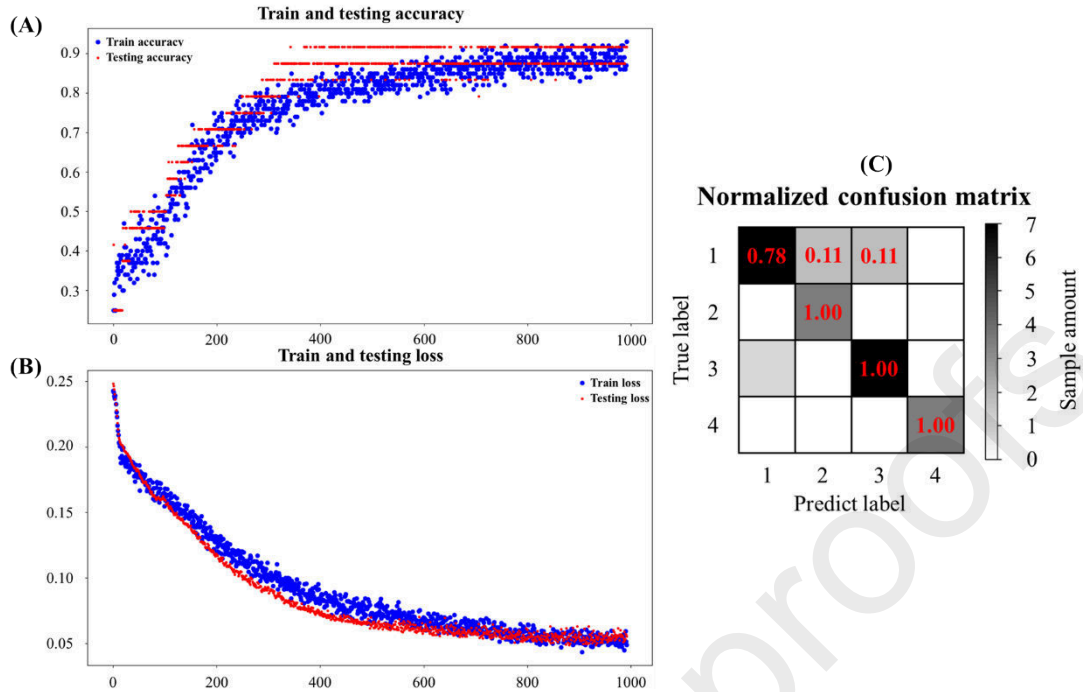 (A)
Train and testing accuracy
Train accuracy
Testing accuracy
0.9
0.8
0.7
0.6
0.5
0.4
0.3
0 200 400 600 800 1000
(B)
Train and testing loss
Train loss
Testing loss
0.25
0.20
0.15
0.10
0.05
0 200 400 600 800 1000
(C)
Normalized confusion matrix
True label
1 0.78 0.11 0.11
2 1.00
3 1.00
4 1.00
1 2 3 4
Predict label
7
6
5
4
3
2
1
0
Sample amount
proofs